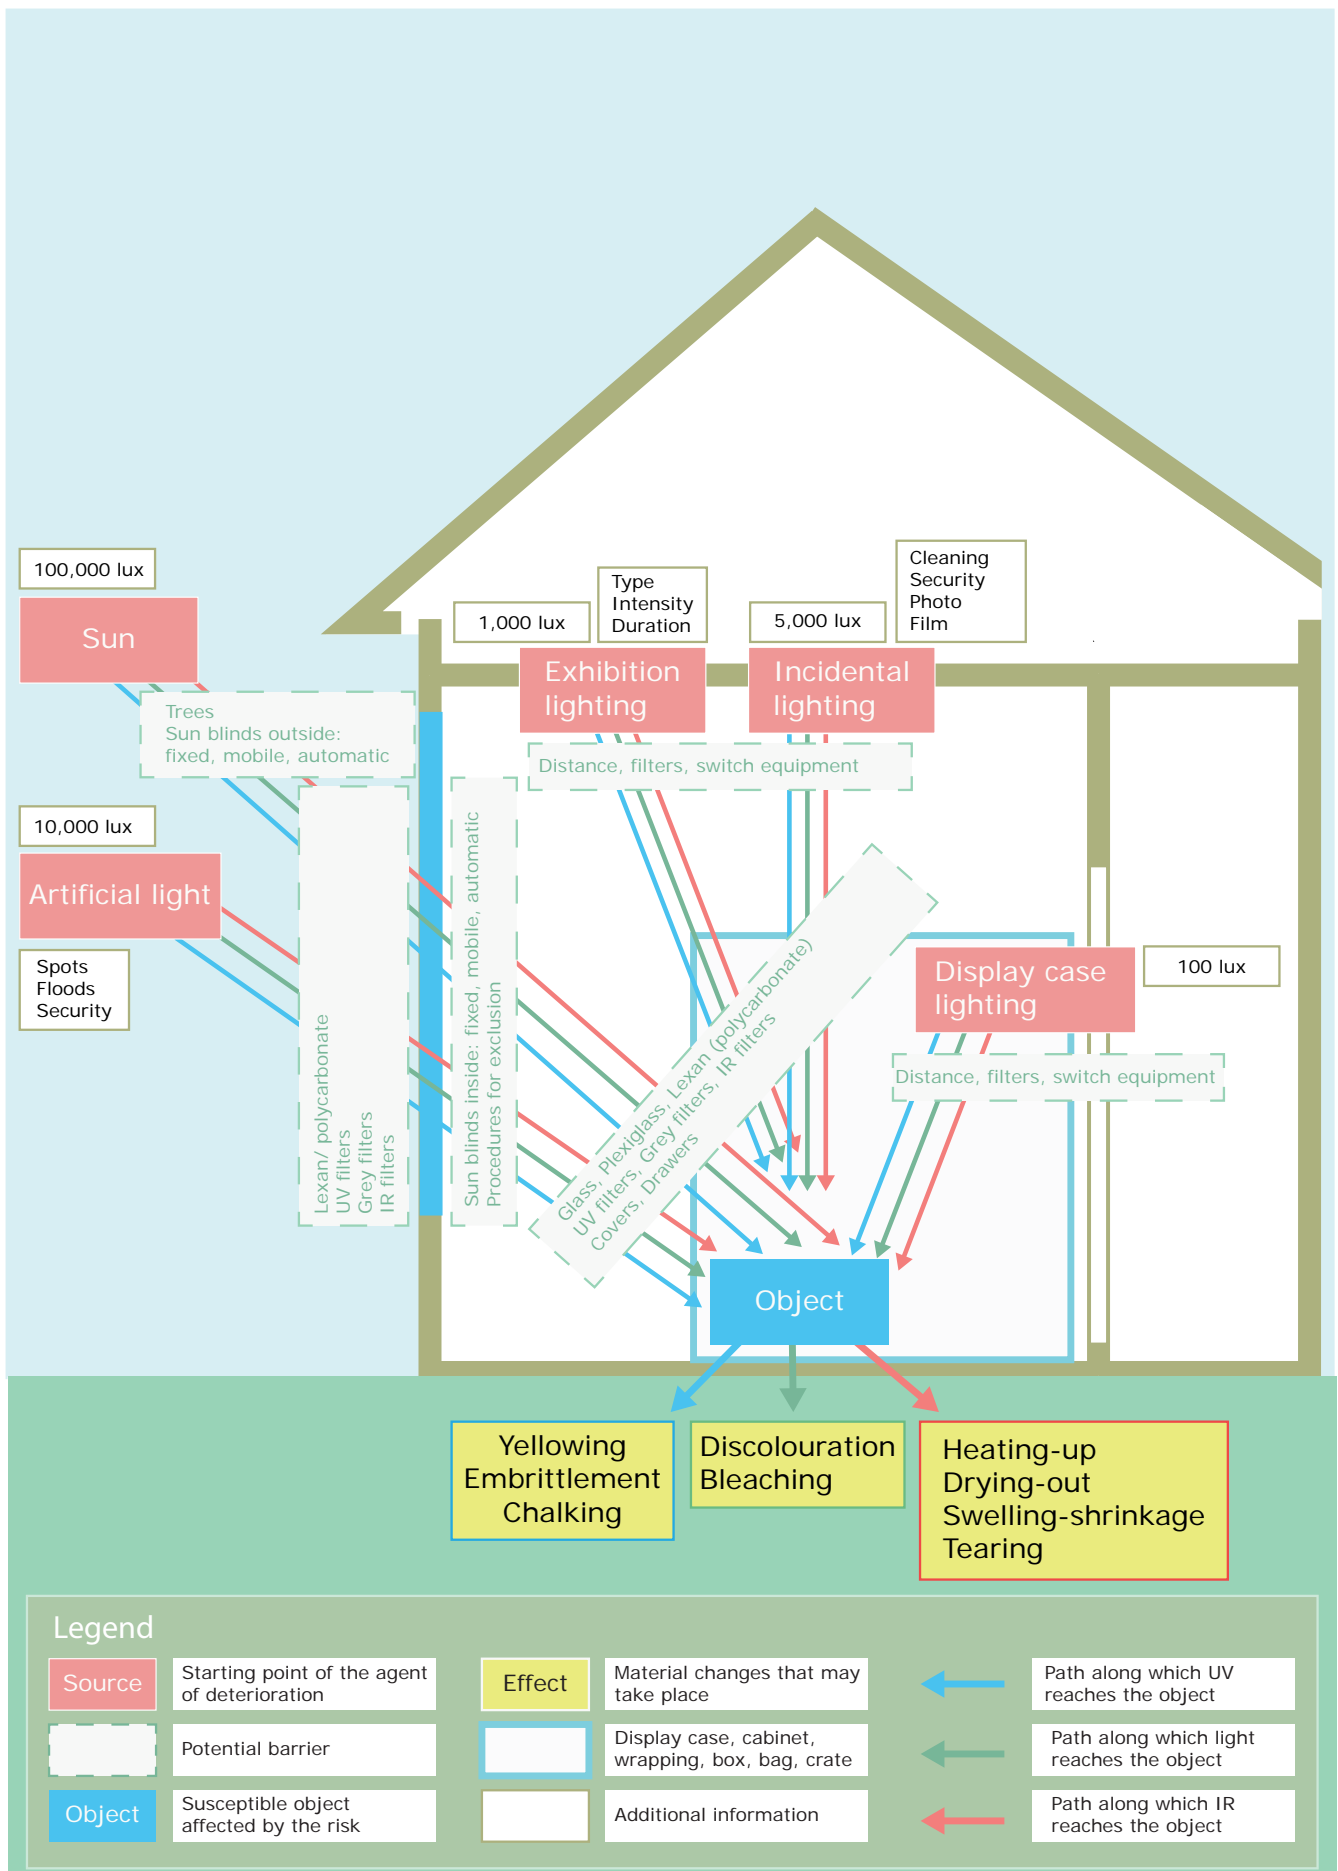 100,000 lux
Sun
Trees
Sun blinds outside:
fixed, mobile, automatic
10,000 lux
Artificial light
Spots
Floods
Security
Lexan/ polycarbonate
UV filters
Grey filters
IR filters
Sun blinds inside: fixed, mobile, automatic
Procedures for exclusion
1,000 lux
Type
Intensity
Duration
Exhibition
lighting
5,000 lux
Cleaning
Security
Photo
Film
Incidental
lighting
Distance, filters, switch equipment
Glass, Plexiglass, Lexan (polycarbonate)
UV filters, Grey filters, IR filters
Covers, Drawers
Display case
lighting
100 lux
Distance, filters, switch equipment
Object
Yellowing
Embrittlement
Chalking
Discolouration
Bleaching
Heating-up
Drying-out
Swelling-shrinkage
Tearing
Legend
Source
Starting point of the agent
of deterioration
Potential barrier
Object
Susceptible object
affected by the risk
Effect
Material changes that may
take place
Display case, cabinet,
wrapping, box, bag, crate
Additional information
Path along which UV
reaches the object
Path along which light
reaches the object
Path along which IR
reaches the object